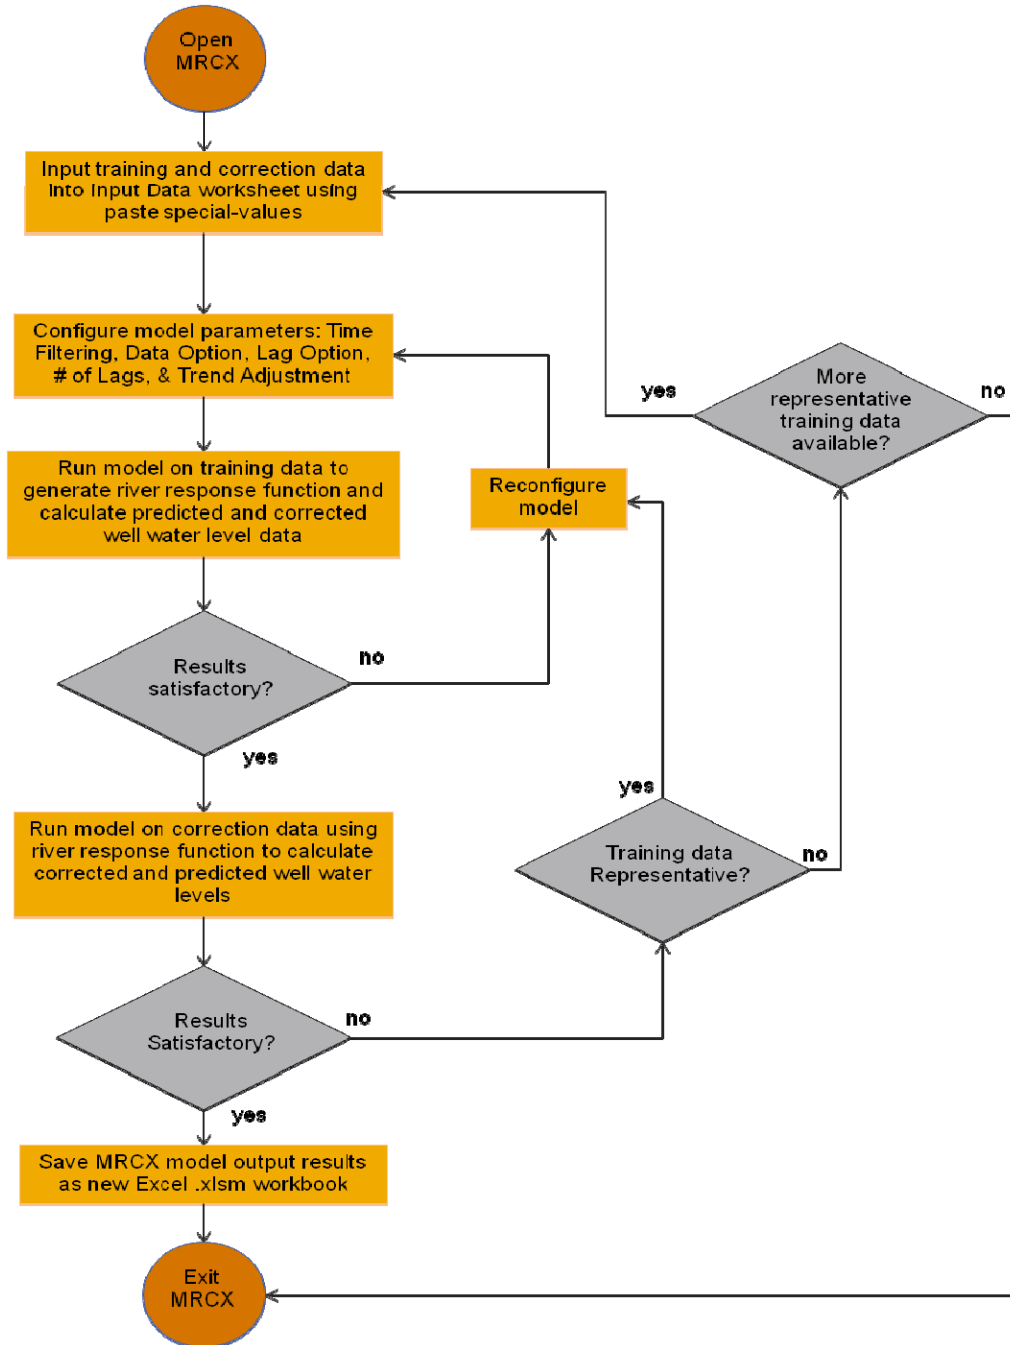 Open
MRCX
Input training and correction data
into Input Data worksheet using
paste special-values
Configure model parameters: Time
Filtering, Data Option, Lag Option,
# of Lags, & Trend Adjustment
yes
More
representative
training data
available?
no
Run model on training data to
generate river response function and
calculate predicted and corrected
well water level data
Reconfigure
model
Results
satisfactory?
no
yes
Run model on correction data using
river response function to calculate
corrected and predicted well water
levels
yes
Training data
Representative?
no
Results
Satisfactory?
no
yes
Save MRCX model output results
as new Excel .xlsm workbook
Exit
MRCX